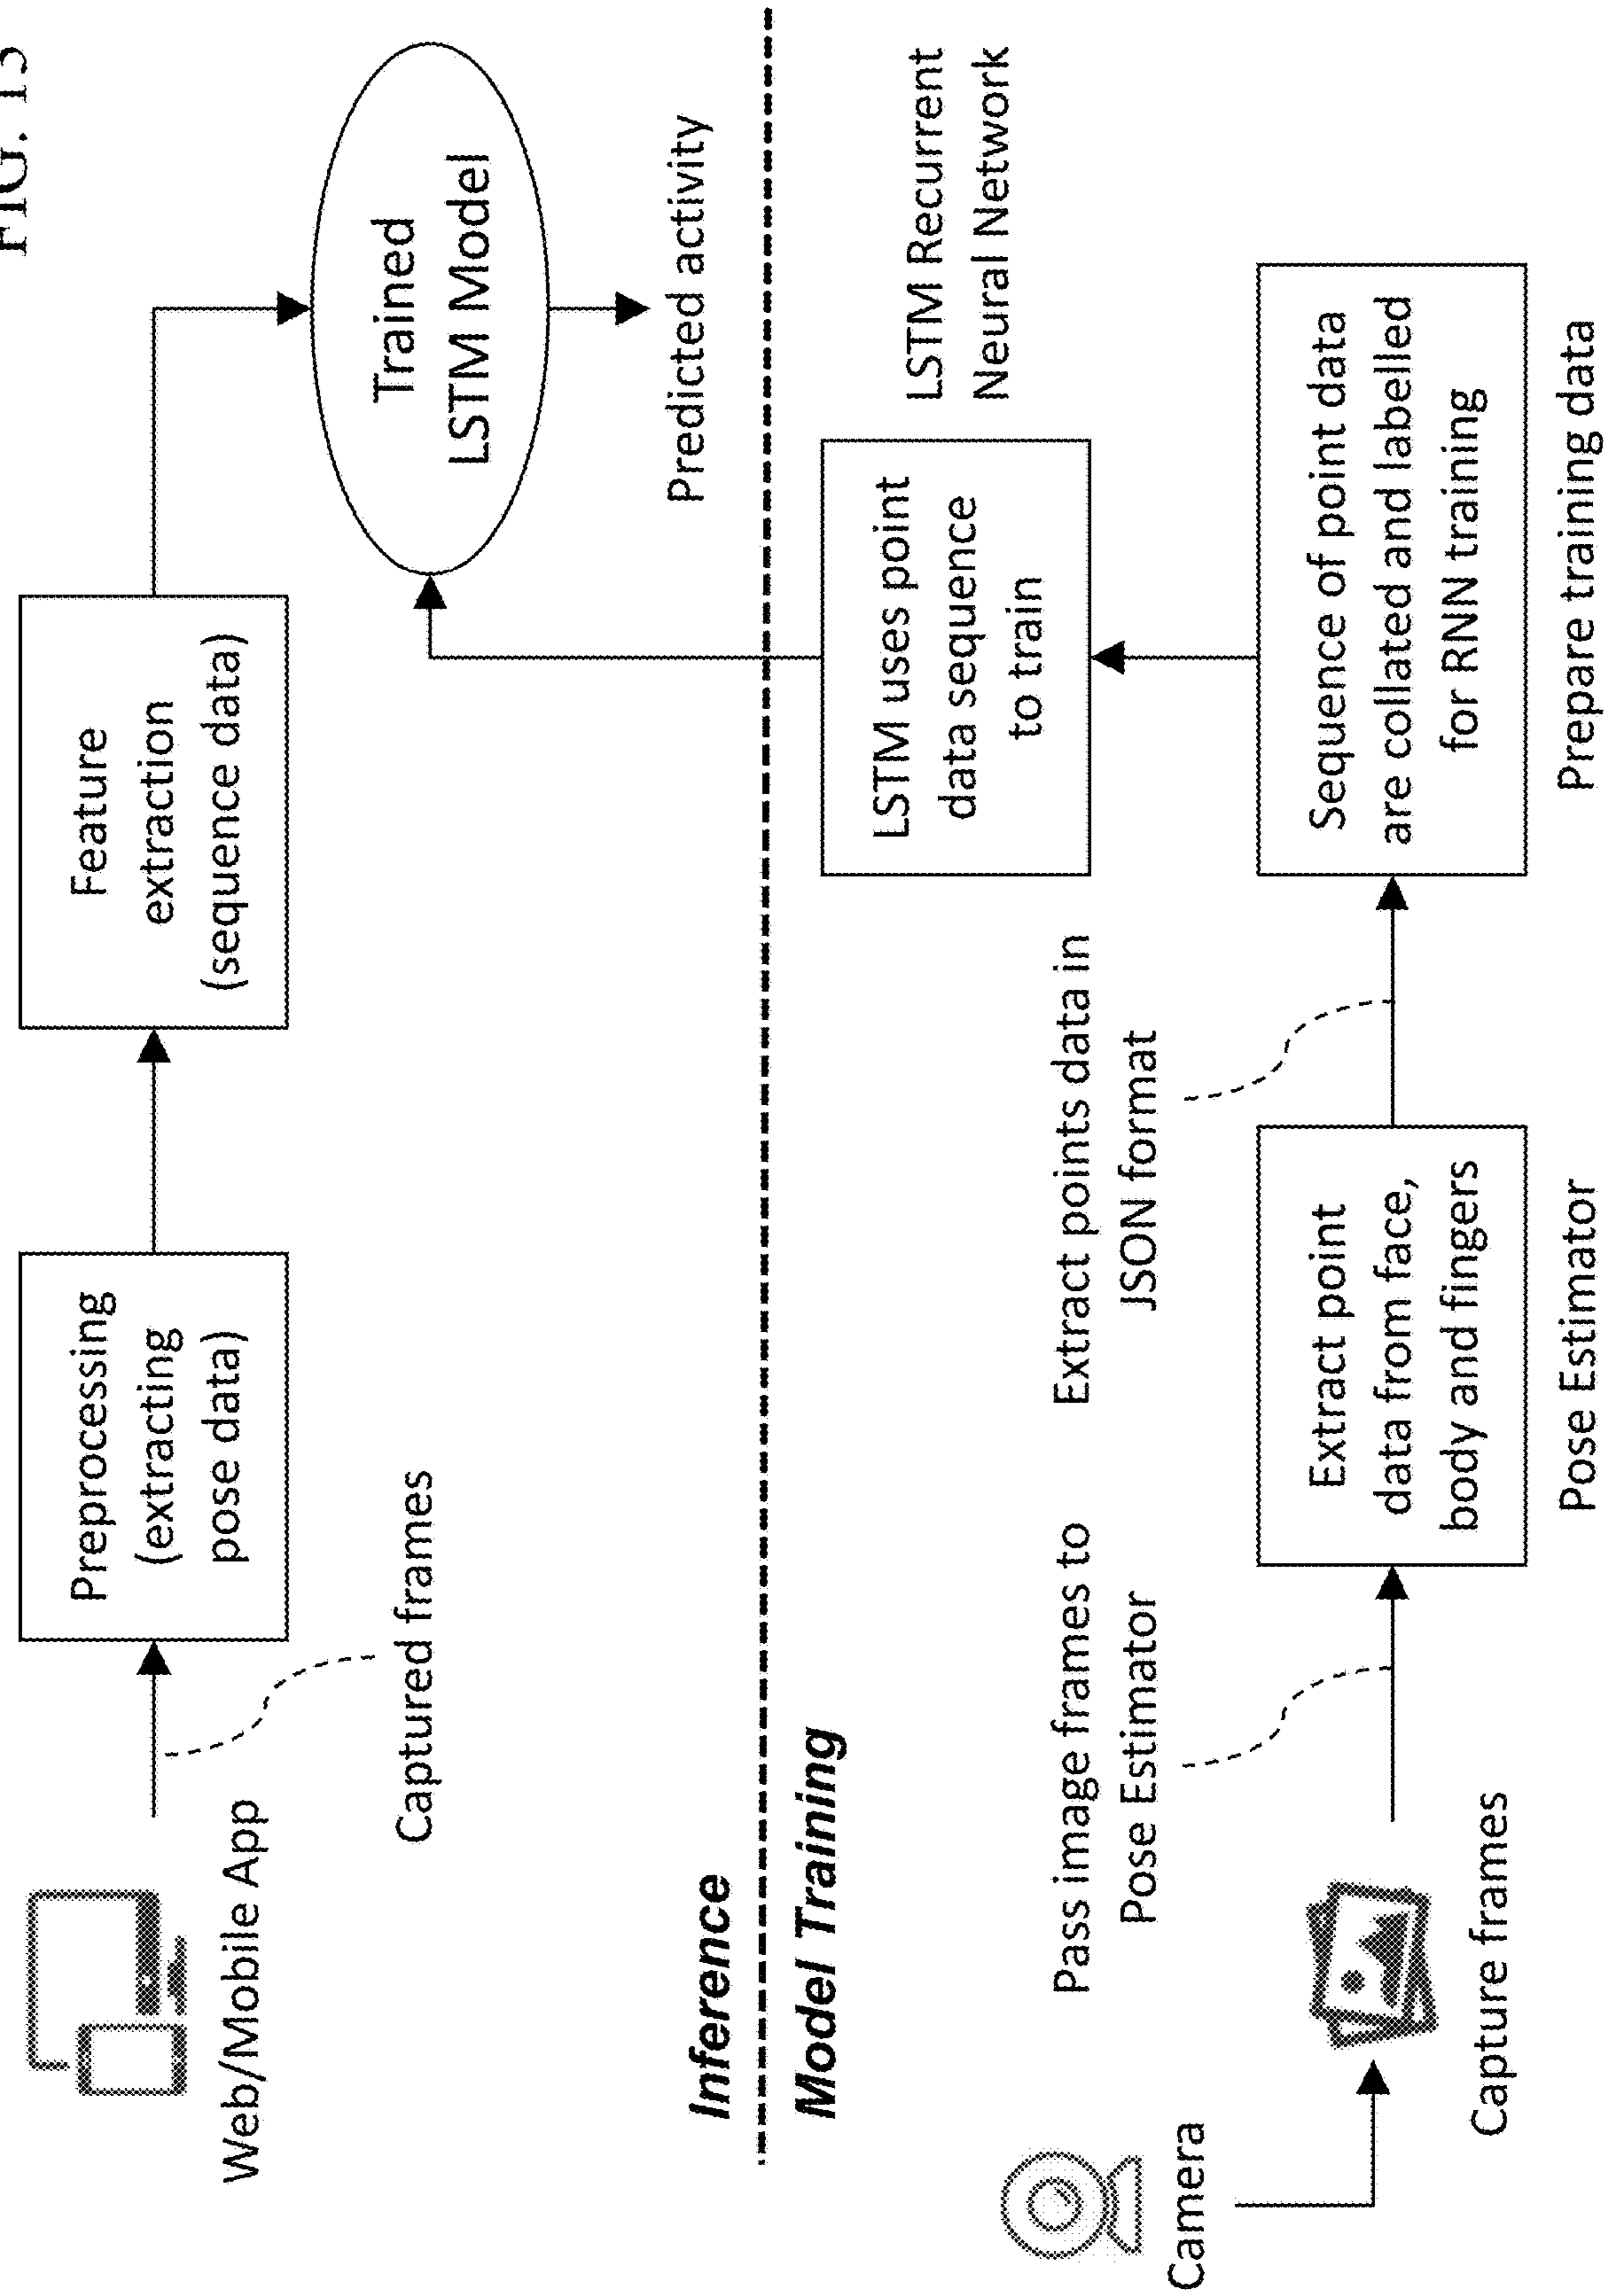 FIG. 13
Web/Mobile App
Captured frames
Preprocessing
(extracting
pose data)
Feature
extraction
(sequence data)
Trained
LSTM Model
Predicted activity
Inference
Model Training
Camera
Capture frames
Pass image frames to
Pose Estimator
Extract point
data from face,
body and fingers
Pose Estimator
Extract points data in
JSON format
Sequence of point data
are collated and labelled
for RNN training
Prepare training data
LSTM uses point
data sequence
to train
LSTM Recurrent
Neural Network